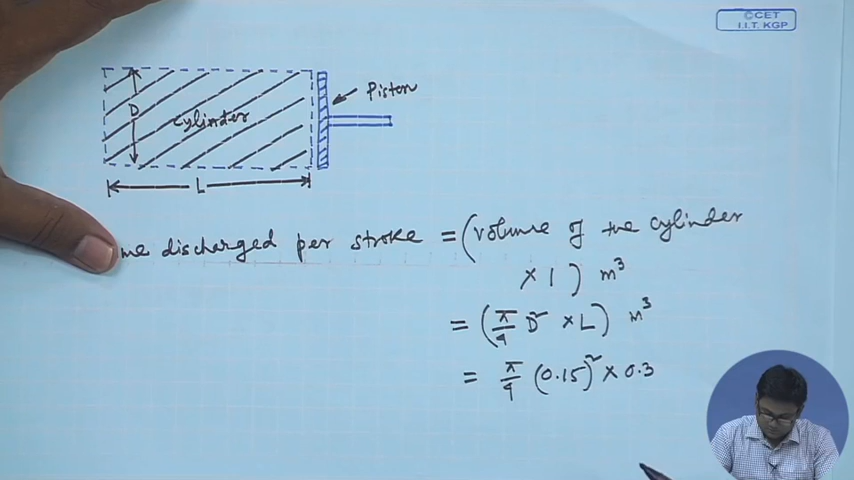 ©CET
I.I.T. KGP
Piston
D
cylinder
L
me discharged per stroke = (volume of the cylinder
× 1) m³
= (π/4 D² × L) m³
= π/4 (0.15)² × 0.3